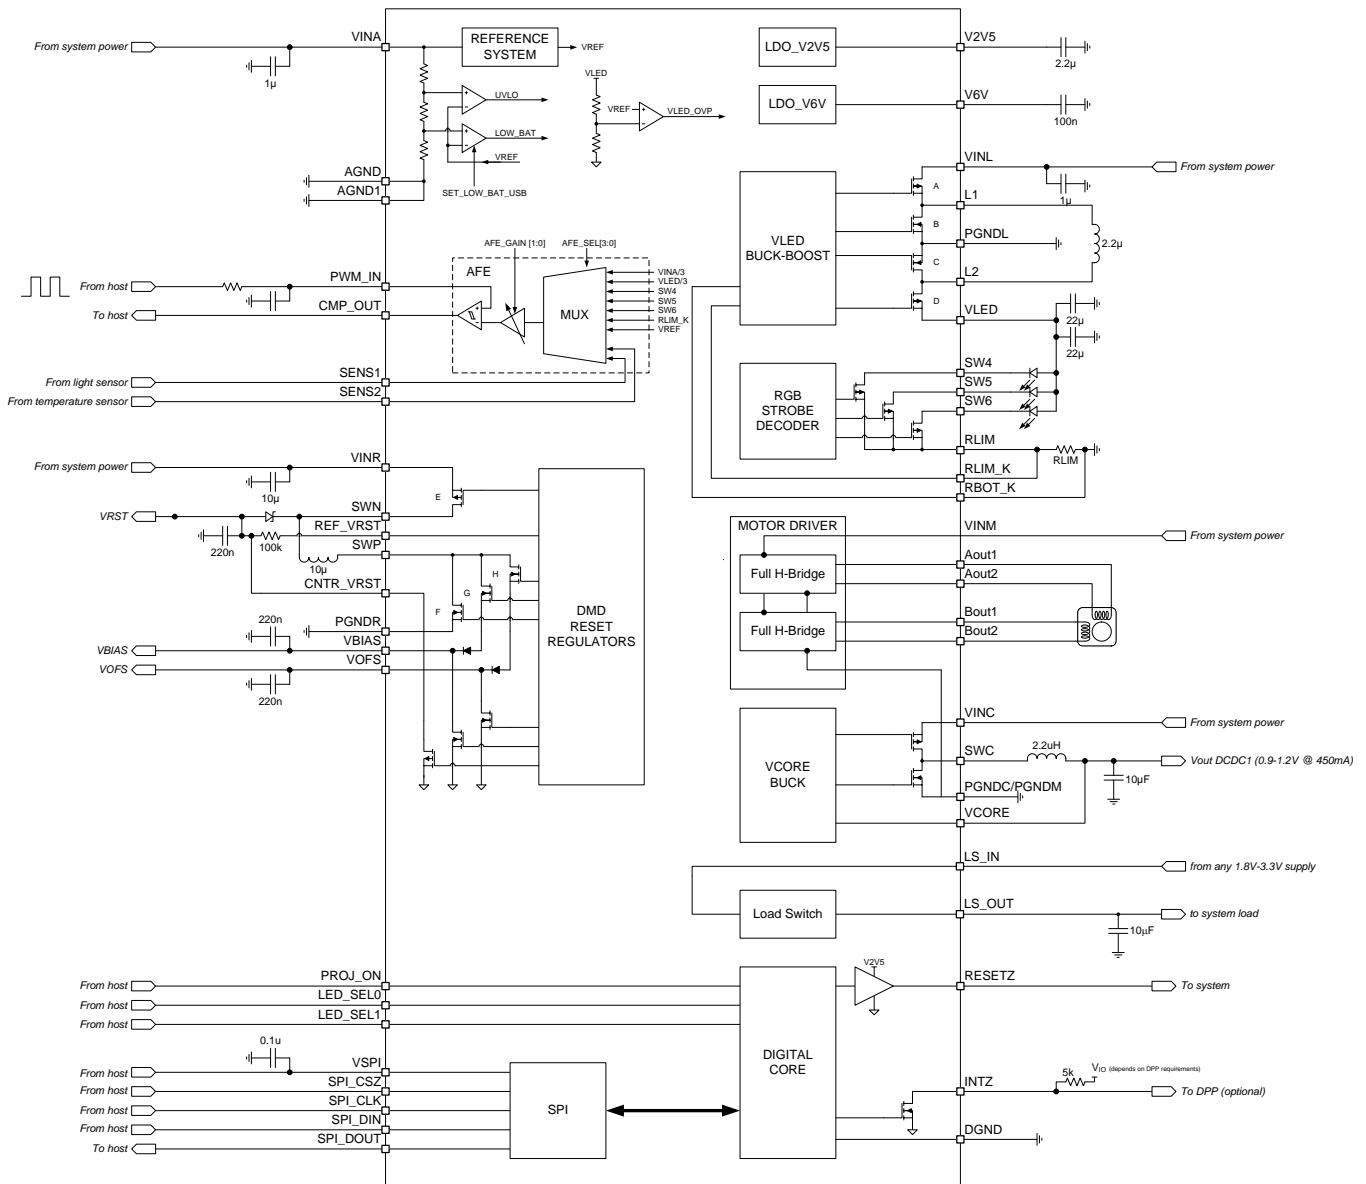 From system power
1µ
VINA
REFERENCE
SYSTEM
VREF
UVLO
LOW_BAT
VREF
SET_LOW_BAT_USB
VLED
VREF
VLED_OVP
AGND
AGND1
LDO_V2V5
V2V5
2.2µ
LDO_V6V
V6V
100n
VINL
From system power
1µ
A
L1
B
VLED
BUCK-BOOST
PGNDL
2.2µ
C
L2
D
VLED
22µ
22µ
From host
PWM_IN
To host
CMP_OUT
AFE_GAIN [1:0]
AFE_SEL[3:0]
AFE
MUX
VINA/3
VLED/3
SW4
SW5
SW6
RLIM_K
VREF
From light sensor
SENS1
From temperature sensor
SENS2
RGB
STROBE
DECODER
SW4
SW5
SW6
RLIM
RLIM
RLIM_K
RBOT_K
From system power
VINR
10µ
E
VRST
SWN
REF_VRST
220n
100k
SWP
10µ
CNTR_VRST
H
G
F
DMD
RESET
REGULATORS
PGNDR
220n
VBIAS
VBIAS
VOFS
VOFS
220n
MOTOR DRIVER
VINM
From system power
Full H-Bridge
Aout1
Aout2
Full H-Bridge
Bout1
Bout2
VINC
From system power
VCORE
BUCK
SWC
2.2uH
Vout DCDC1 (0.9-1.2V @ 450mA)
10µF
PGNDC/PGNDM
VCORE
LS_IN
from any 1.8V-3.3V supply
Load Switch
LS_OUT
to system load
10µF
From host
PROJ_ON
From host
LED_SEL0
From host
LED_SEL1
DIGITAL
CORE
V2V5
RESETZ
To system
0.1u
From host
VSPI
From host
SPI_CSZ
From host
SPI_CLK
From host
SPI_DIN
To host
SPI_DOUT
SPI
INTZ
5k
VIO (depends on DPP requirements)
To DPP (optional)
DGND